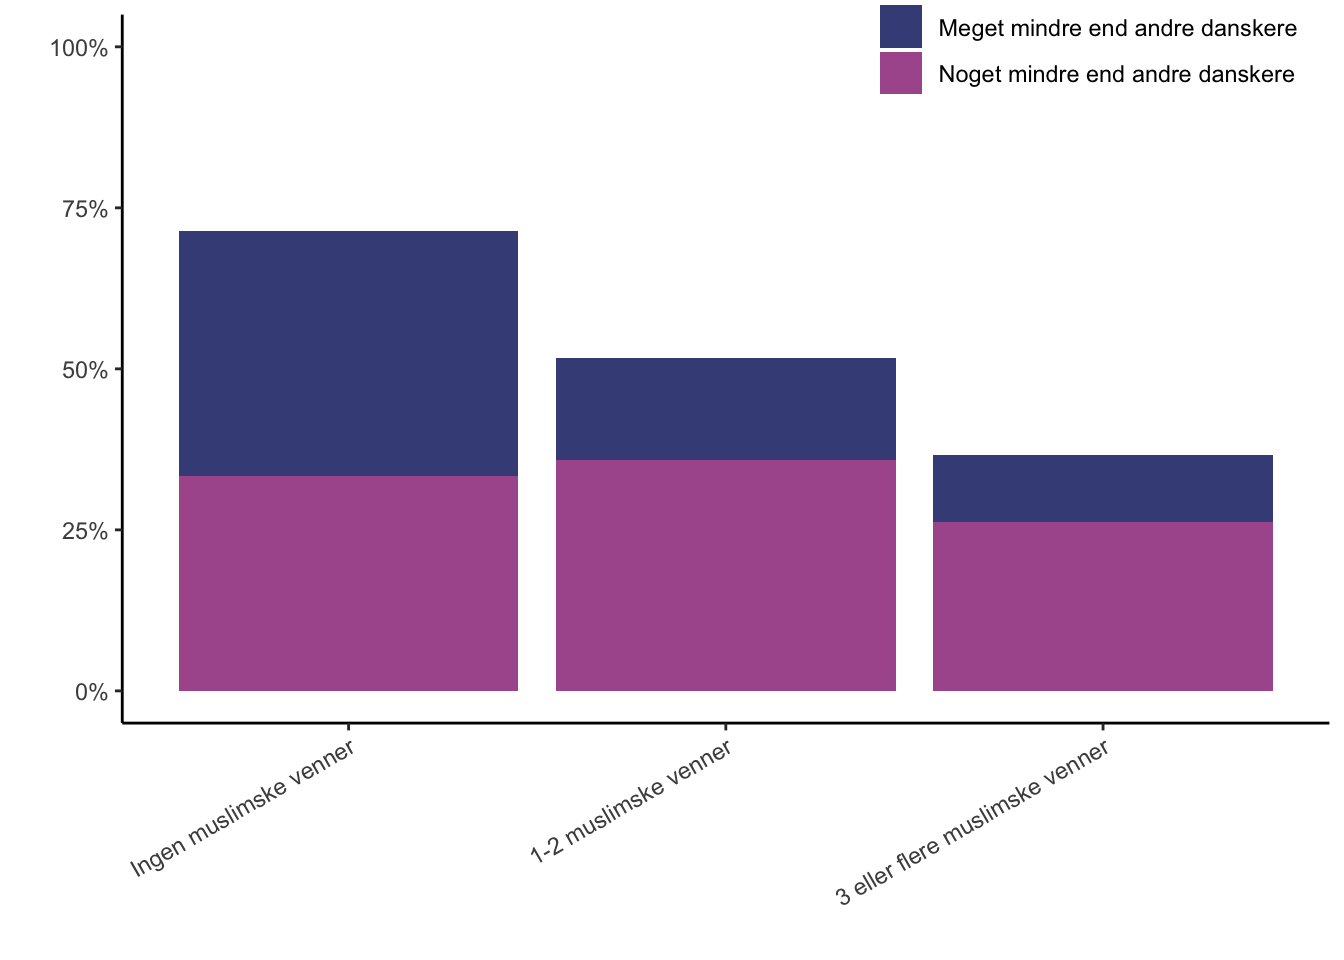 Meget mindre end andre danskere
Noget mindre end andre danskere
100%
75%
50%
25%
0%
Ingen muslimske venner
1-2 muslimske venner
3 eller flere muslimske venner